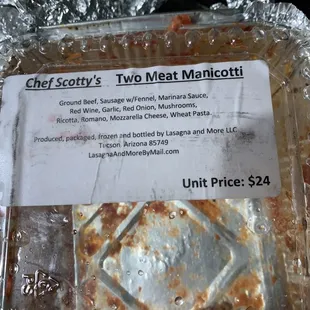 Chef Scotty's Two Meat Manicotti
Ground Beef, Sausage w/Fennel, Marinara Sauce,
Red Wine, Garlic, Red Onion, Mushrooms,
Ricotta, Romano, Mozzarella Cheese, Wheat Pasta
Produced, packaged, frozen and bottled by Lasagna and More LLC
Tucson, Arizona 85749
LasagnaAndMoreByMail.com
Unit Price: $24